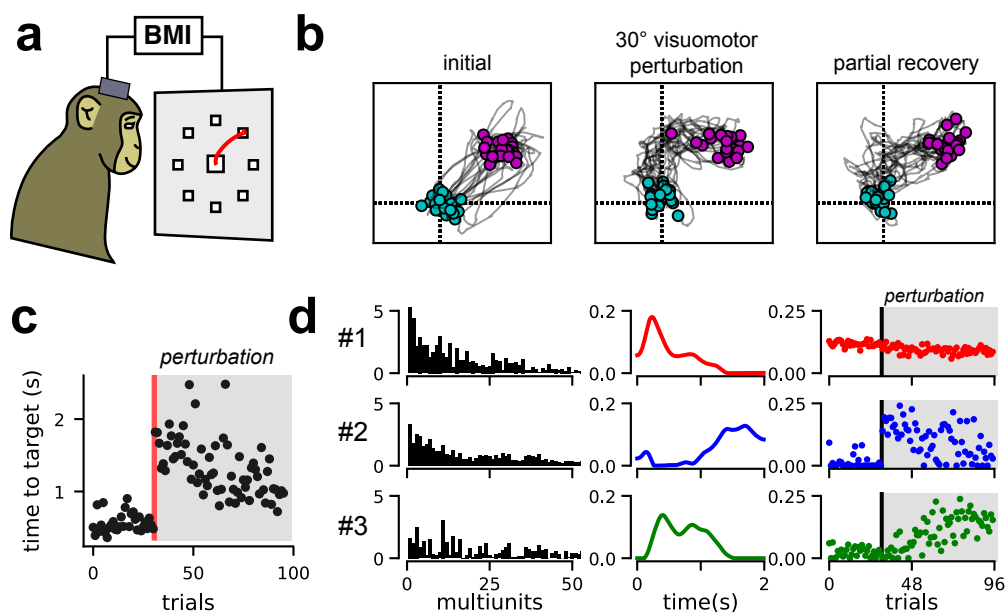 a
BMI
b
initial
30° visuomotor
perturbation
partial recovery
c
perturbation
time to target (s)
2
1
0
100
trials
d
perturbation
#1
5
0
0.2
0.0
0.25
0.00
#2
5
0
0.2
0.0
0.25
0.00
#3
5
0
0.2
0.0
0.25
0.00
0
25
50
multiunits
0
2
time(s)
0
48
96
trials